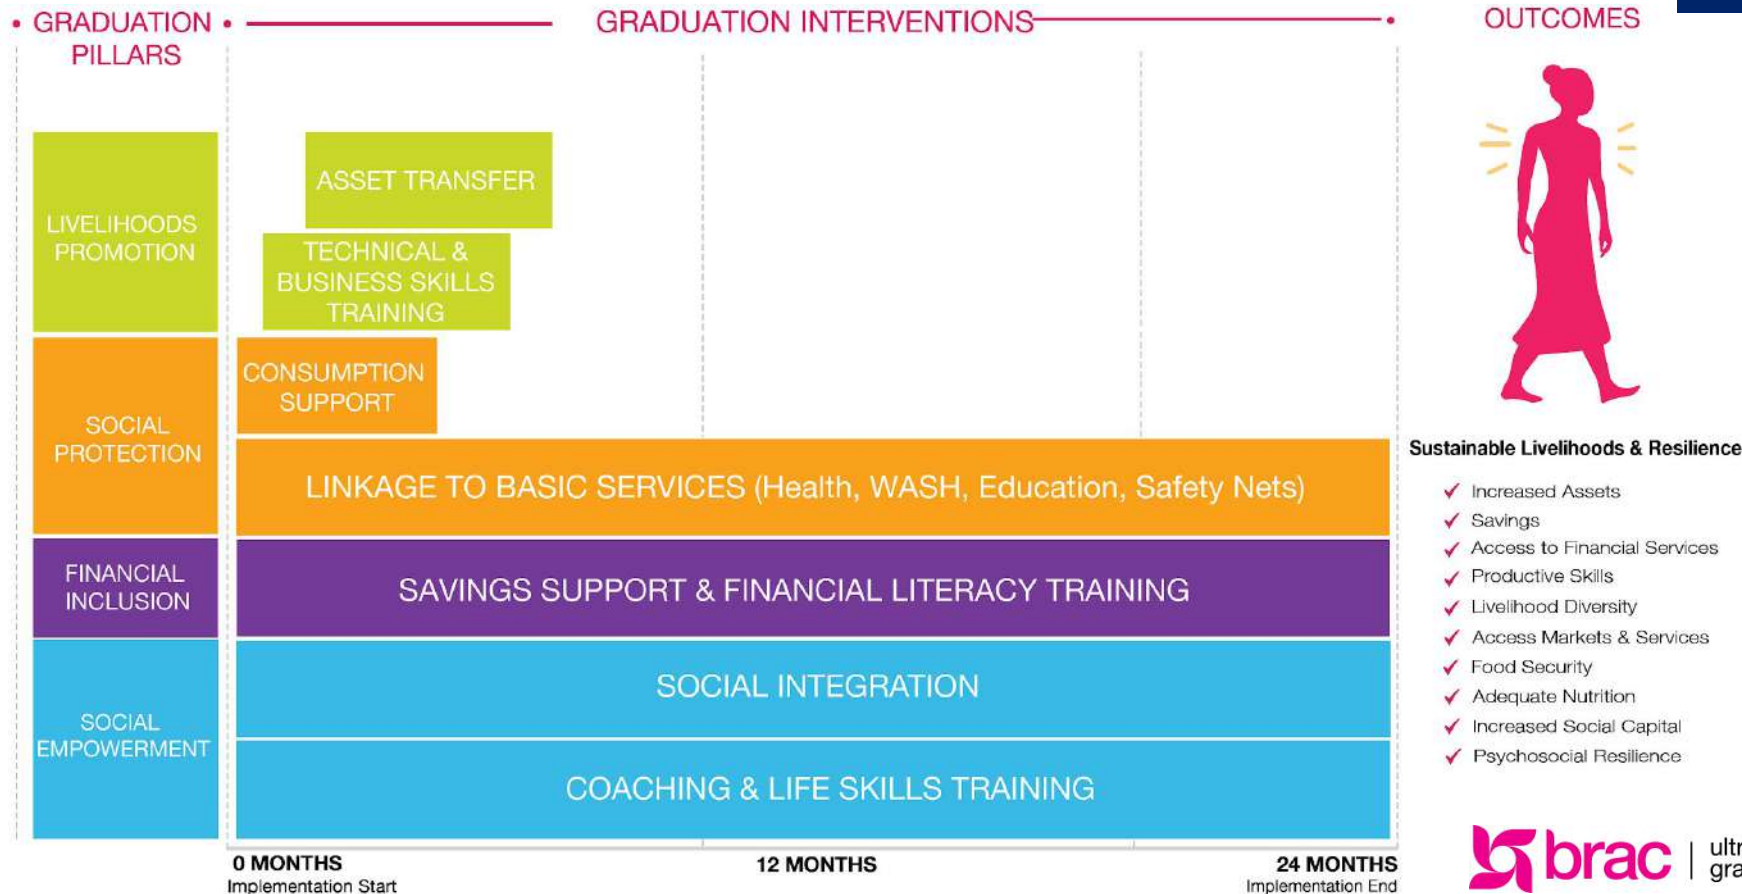 GRADUATION
PILLARS
GRADUATION INTERVENTIONS
OUTCOMES
LIVELIHOODS
PROMOTION
ASSET TRANSFER
TECHNICAL &
BUSINESS SKILLS
TRAINING
SOCIAL
PROTECTION
CONSUMPTION
SUPPORT
LINKAGE TO BASIC SERVICES (Health, WASH, Education, Safety Nets)
FINANCIAL
INCLUSION
SAVINGS SUPPORT & FINANCIAL LITERACY TRAINING
SOCIAL
EMPOWERMENT
SOCIAL INTEGRATION
COACHING & LIFE SKILLS TRAINING
0 MONTHS
Implementation Start
12 MONTHS
24 MONTHS
Implementation End
Sustainable Livelihoods & Resilience
Increased Assets
Savings
Access to Financial Services
Productive Skills
Livelihood Diversity
Access Markets & Services
Food Security
Adequate Nutrition
Increased Social Capital
Psychosocial Resilience
brac